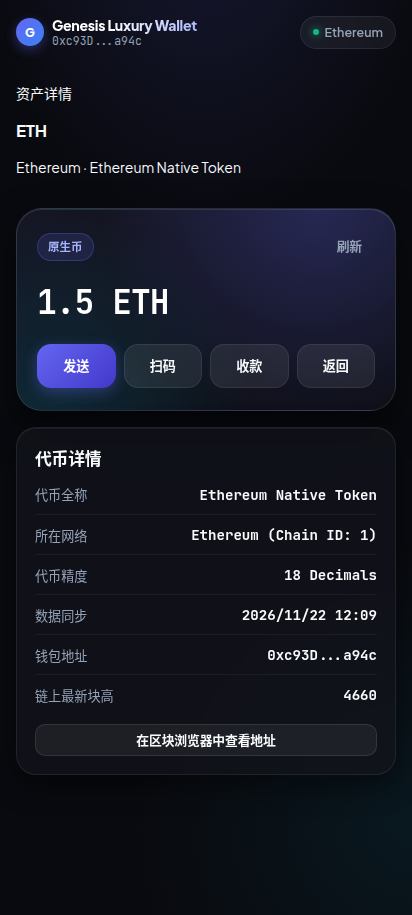 G
Genesis Luxury Wallet
0xc93D...a94c
Ethereum
资产详情
ETH
Ethereum · Ethereum Native Token
原生币
刷新
1.5 ETH
发送
扫码
收款
返回
代币详情
代币全称 Ethereum Native Token
所在网络 Ethereum (Chain ID: 1)
代币精度 18 Decimals
数据同步 2026/11/22 12:09
钱包地址 0xc93D...a94c
链上最新块高 4660
在区块浏览器中查看地址